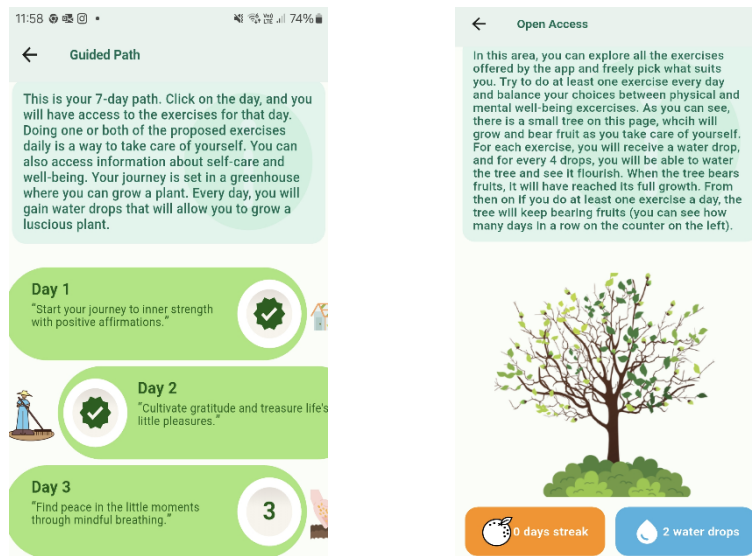 11:58
74%
Guided Path
This is your 7-day path. Click on the day, and you
will have access to the exercises for that day.
Doing one or both of the proposed exercises
daily is a way to take care of yourself. You can
also access information about self-care and
well-being. Your journey is set in a greenhouse
where you can grow a plant. Every day, you will
gain water drops that will allow you to grow a
luscious plant.
Day 1
“Start your journey to inner strength
with positive affirmations.”
Day 2
“Cultivate gratitude and treasure life's
little pleasures.”
Day 3
“Find peace in the little moments
through mindful breathing.”
3
Open Access
In this area, you can explore all the exercises
offered by the app and freely pick what suits
you. Try to do at least one exercise every day
and balance your choices between physical and
mental well-being excercises. As you can see,
there is a small tree on this page, whcih will
grow and bear fruit as you take care of yourself.
For each exercise, you will receive a water drop,
and for every 4 drops, you will be able to water
the tree and see it flourish. When the tree bears
fruits, it will have reached its full growth. From
then on if you do at least one exercise a day, the
tree will keep bearing fruits (you can see how
many days in a row on the counter on the left).
0 days streak
2 water drops